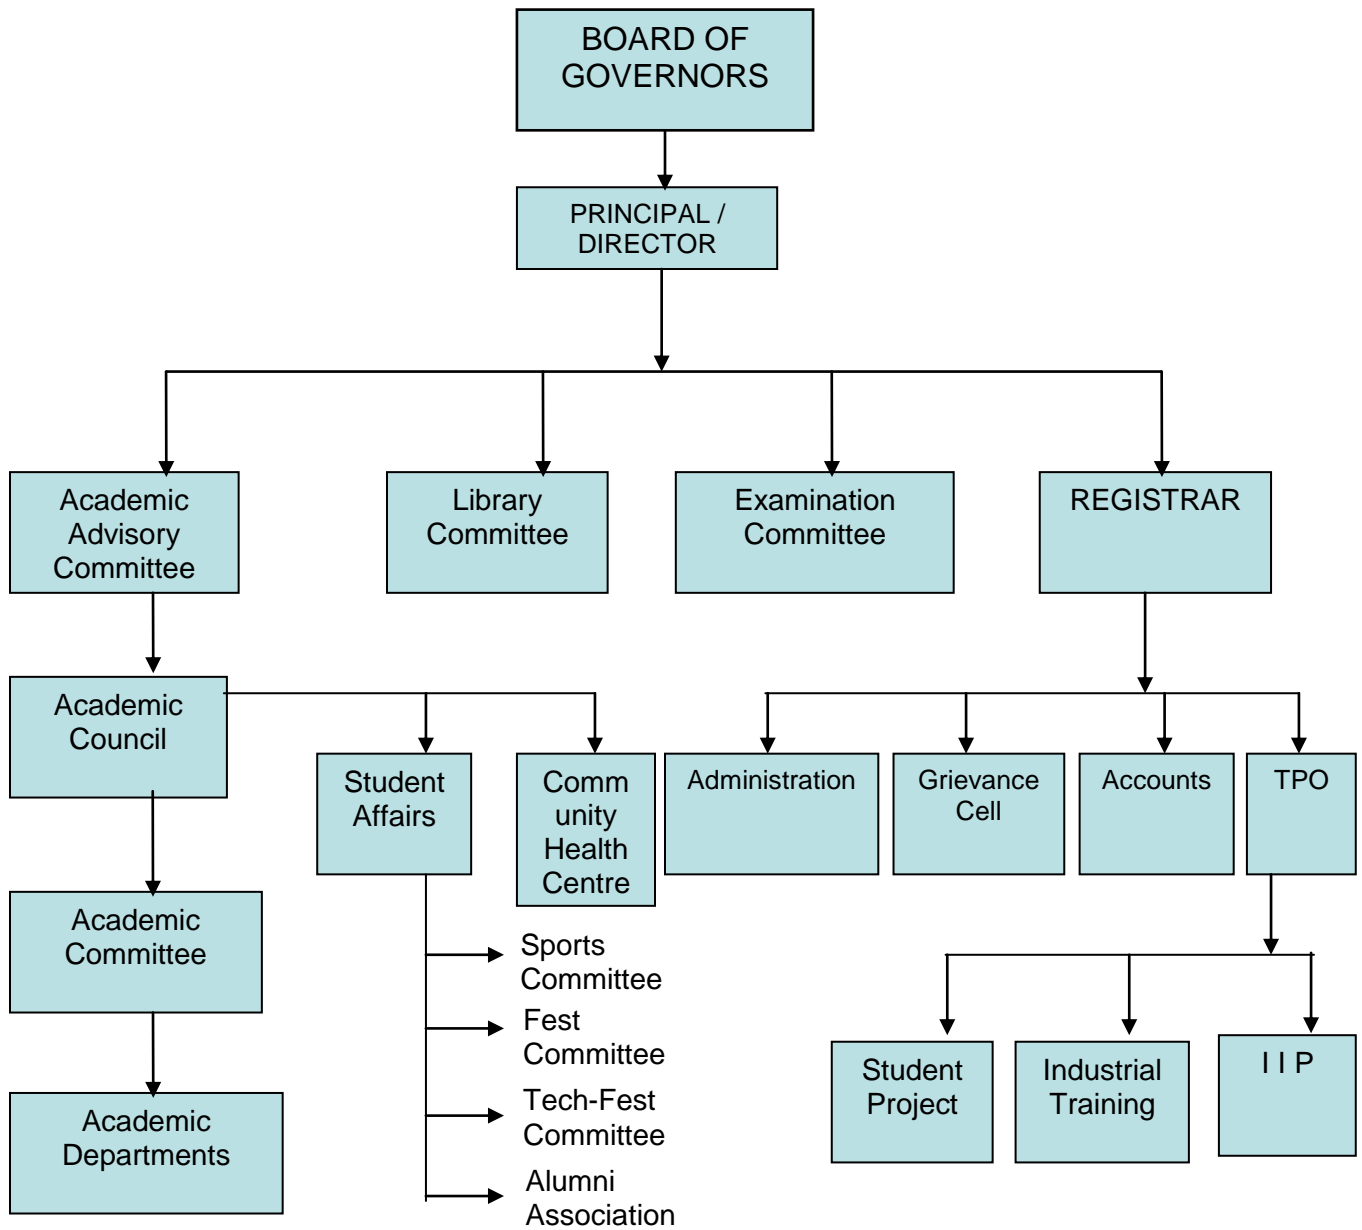 BOARD OF
GOVERNORS
PRINCIPAL /
DIRECTOR
Academic
Advisory
Committee
Library
Committee
Examination
Committee
REGISTRAR
Academic
Council
Student
Affairs
Comm
unity
Health
Centre
Administration
Grievance
Cell
Accounts
TPO
Academic
Committee
Sports
Committee
Fest
Committee
Tech-Fest
Committee
Alumni
Association
Student
Project
Industrial
Training
I I P
Academic
Departments